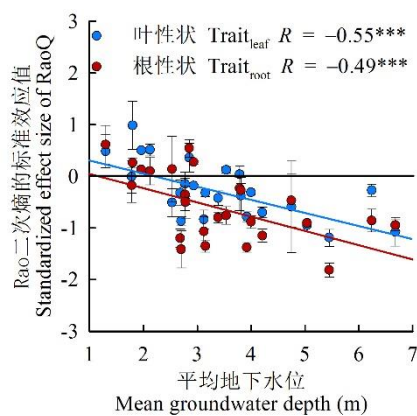 叶性状 Traitleaf R = –0.55***
根性状 Traitroot R = –0.49***
Rao二次熵的标准效应值
Standardized effect size of RaoQ
3
2
1
0
-1
-2
-3
1 2 3 4 5 6 7
平均地下水位
Mean groundwater depth (m)